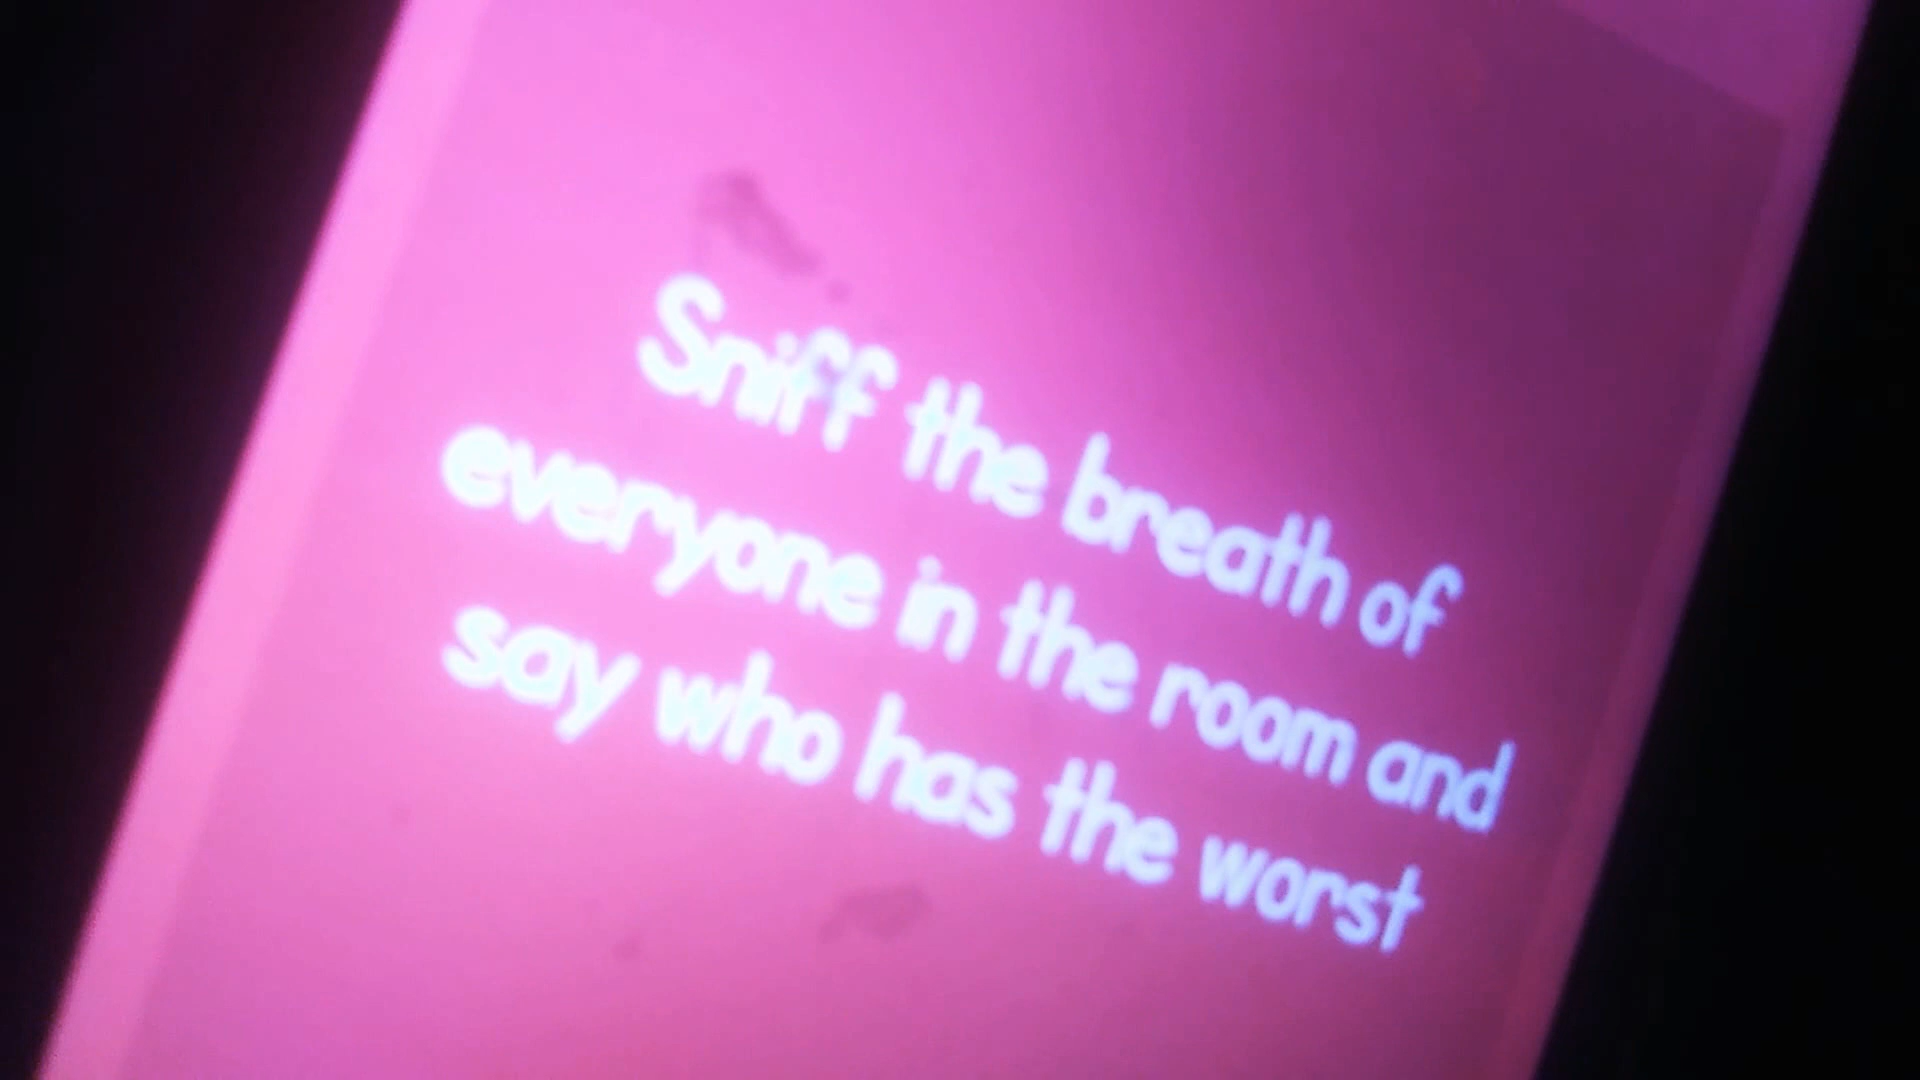 Sniff the breath of
everyone in the room and
say who has the worst